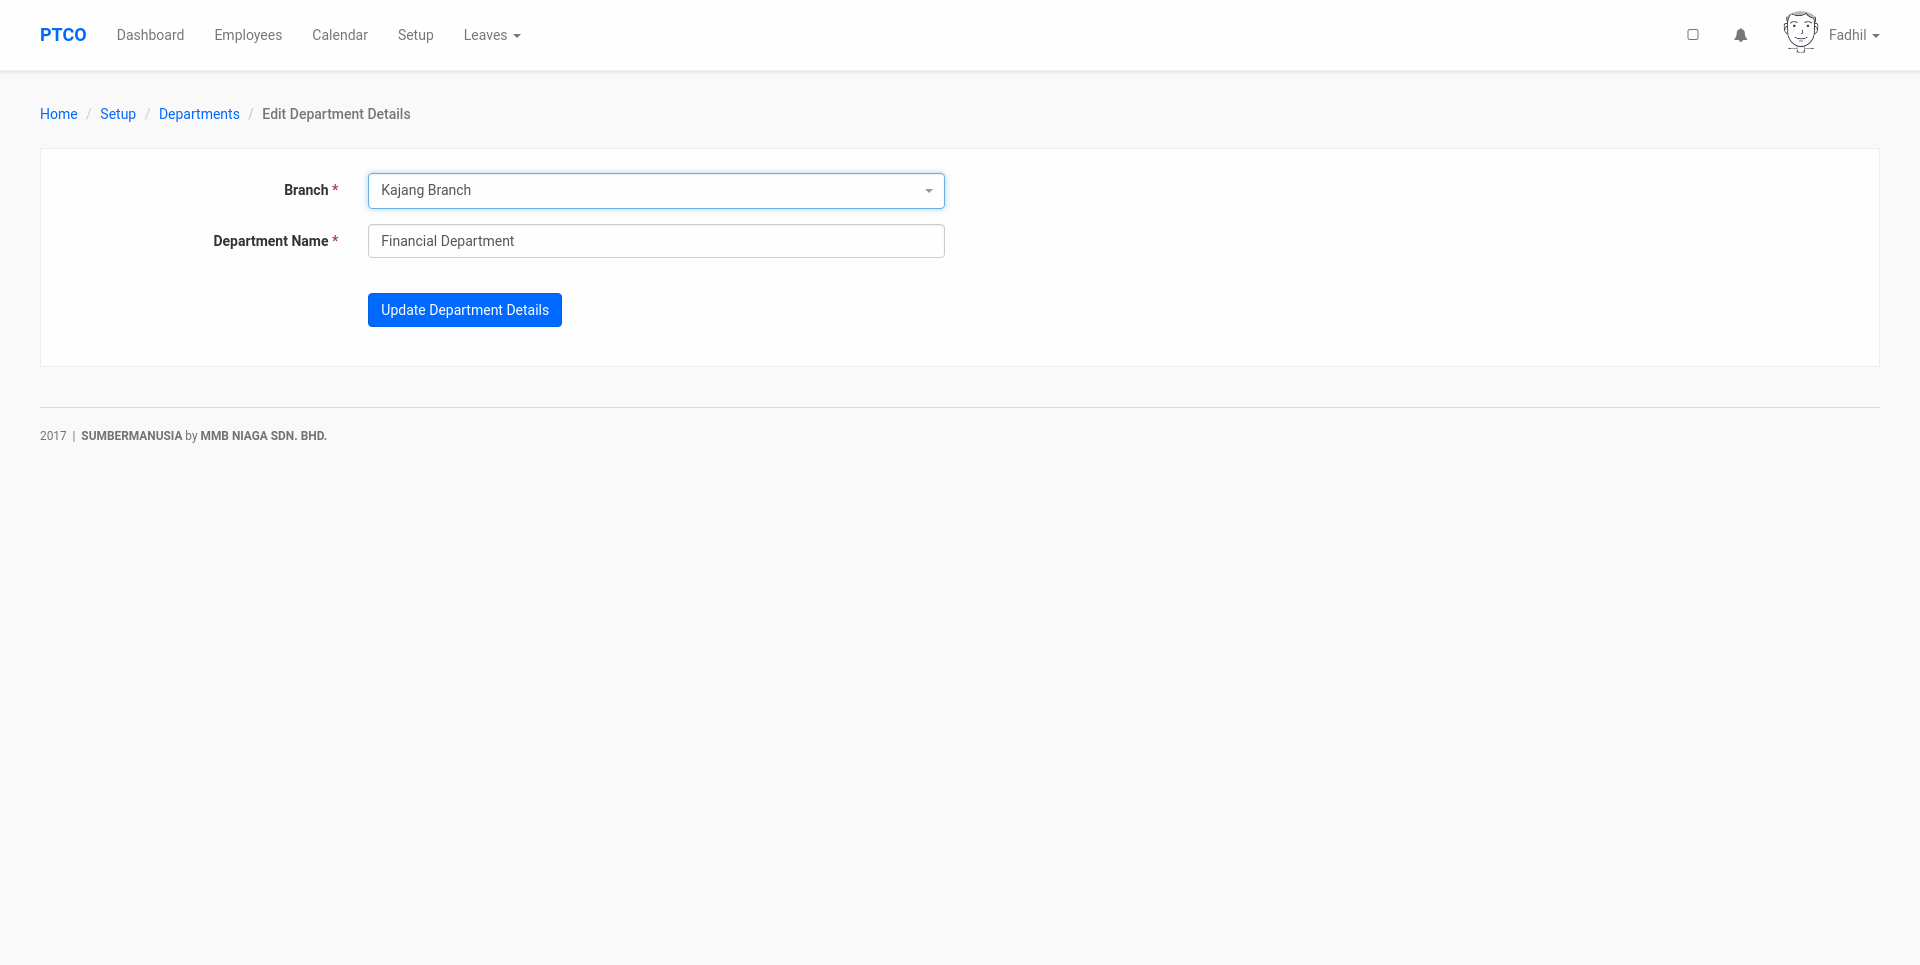 PTCO Dashboard Employees Calendar Setup Leaves Fadhil
Home / Setup / Departments / Edit Department Details
Branch * Kajang Branch
Department Name * Financial Department
Update Department Details
2017 | SUMBERMANUSIA by MMB NIAGA SDN. BHD.